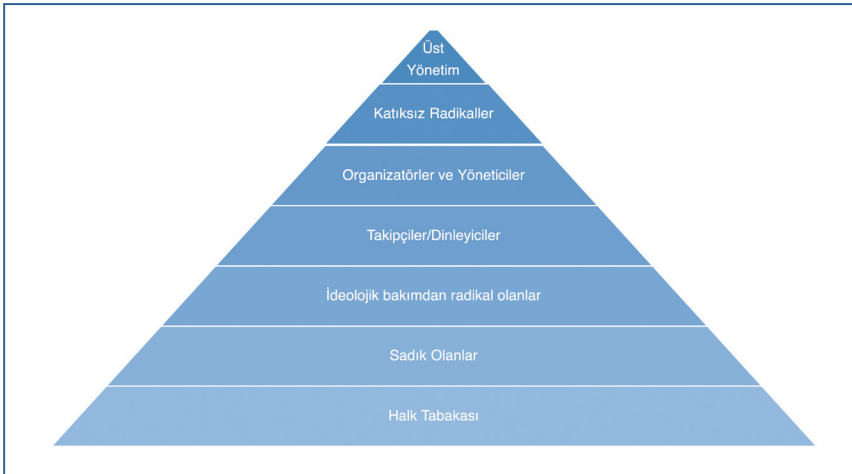 Üst
Yönetim
Katıksız Radikaller
Organizatörler ve Yöneticiler
Takipçiler/Dinleyiciler
İdeolojik bakımdan radikal olanlar
Sadık Olanlar
Halk Tabakası